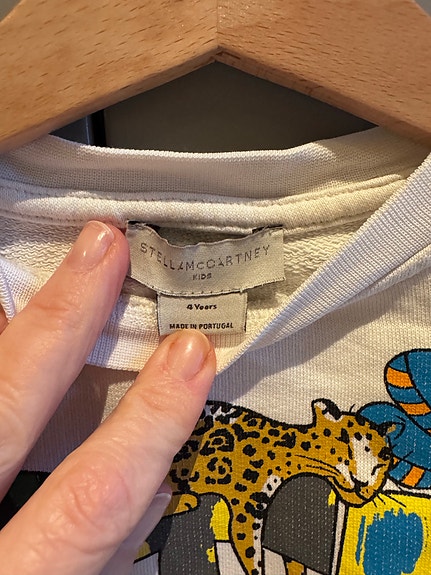 STELLA McCARTNEY
KIDS
4 Years
MADE IN PORTUGAL